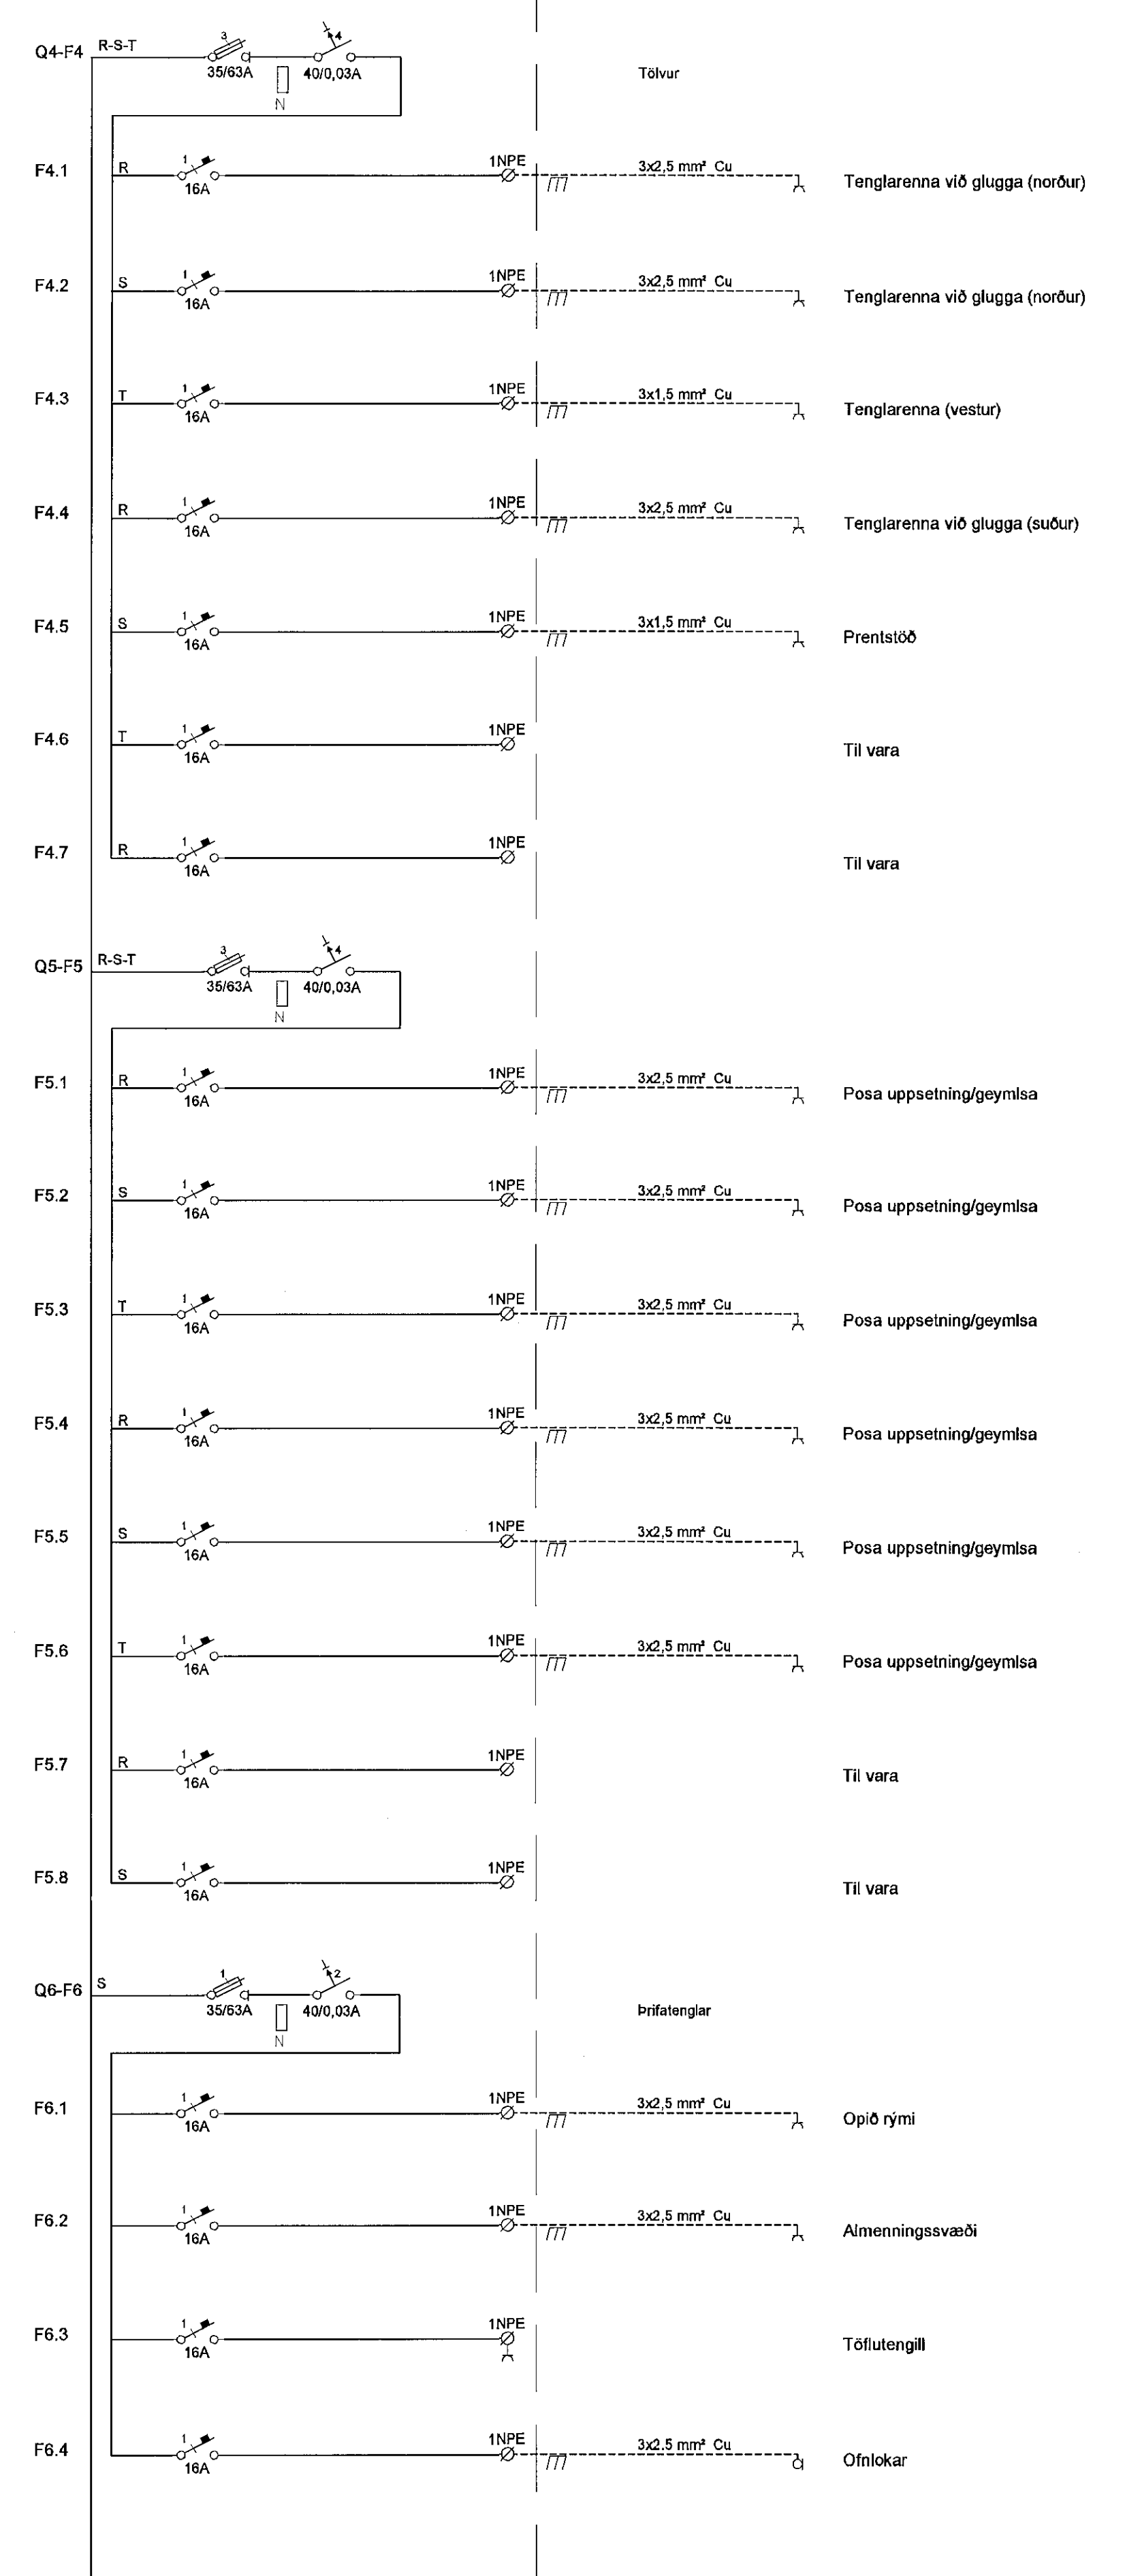 Q4-F4 R-S-T 3 4
35/63A 40/0,03A Tölvur
N
F4.1 R 1 1NPE 3x2,5 mm² Cu Tenglarenna við glugga (norður)
16A
F4.2 S 1 1NPE 3x2,5 mm² Cu Tenglarenna við glugga (norður)
16A
F4.3 T 1 1NPE 3x1,5 mm² Cu Tenglarenna (vestur)
16A
F4.4 R 1 1NPE 3x2,5 mm² Cu Tenglarenna við glugga (suður)
16A
F4.5 S 1 1NPE 3x1,5 mm² Cu Prentstöð
16A
F4.6 T 1 1NPE Til vara
16A
F4.7 R 1 1NPE Til vara
16A
Q5-F5 R-S-T 3 4
35/63A 40/0,03A
N
F5.1 R 1 1NPE 3x2,5 mm² Cu Posa uppsetning/geymlsa
16A
F5.2 S 1 1NPE 3x2,5 mm² Cu Posa uppsetning/geymlsa
16A
F5.3 T 1 1NPE 3x2,5 mm² Cu Posa uppsetning/geymlsa
16A
F5.4 R 1 1NPE 3x2,5 mm² Cu Posa uppsetning/geymlsa
16A
F5.5 S 1 1NPE 3x2,5 mm² Cu Posa uppsetning/geymlsa
16A
F5.6 T 1 1NPE 3x2,5 mm² Cu Posa uppsetning/geymlsa
16A
F5.7 R 1 1NPE Til vara
16A
F5.8 S 1 1NPE Til vara
16A
Q6-F6 S 1 2
35/63A 40/0,03A Þrifatenglar
N
F6.1 1 1NPE 3x2,5 mm² Cu Opið rými
16A
F6.2 1 1NPE 3x2,5 mm² Cu Almenningssvæði
16A
F6.3 1 1NPE Töflutengill
16A
F6.4 1 1NPE 3x2.5 mm² Cu Ofnlokar
16A